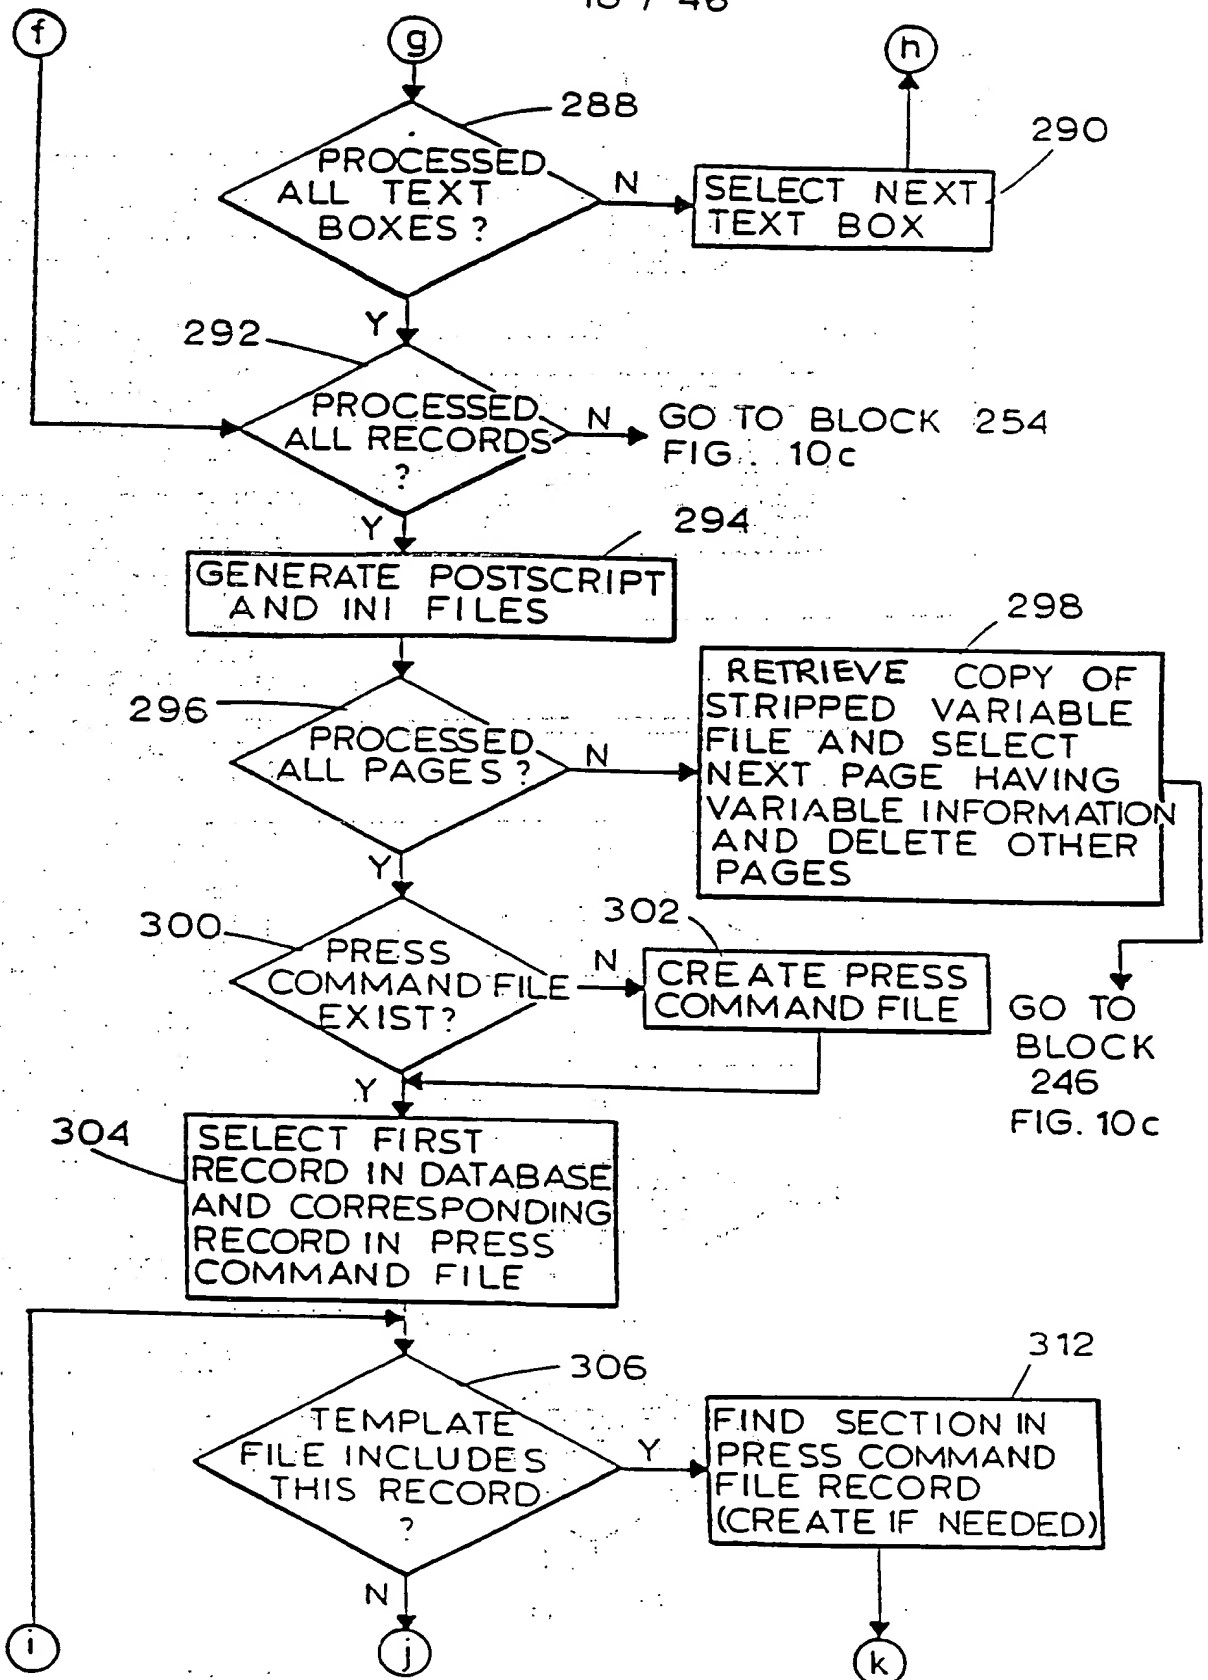 18 / 46
f
g
h
288
PROCESSED
ALL TEXT
BOXES ?
N
290
SELECT NEXT
TEXT BOX
Y
292
PROCESSED
ALL RECORDS
?
N
GO TO BLOCK 254
FIG. 10c
Y
294
GENERATE POSTSCRIPT
AND INI FILES
296
PROCESSED
ALL PAGES ?
N
298
RETRIEVE COPY OF
STRIPPED VARIABLE
FILE AND SELECT
NEXT PAGE HAVING
VARIABLE INFORMATION
AND DELETE OTHER
PAGES
GO TO
BLOCK
246
FIG. 10c
Y
300
PRESS
COMMAND FILE
EXIST?
N
302
CREATE PRESS
COMMAND FILE
Y
304
SELECT FIRST
RECORD IN DATABASE
AND CORRESPONDING
RECORD IN PRESS
COMMAND FILE
306
TEMPLATE
FILE INCLUDES
THIS RECORD
?
Y
312
FIND SECTION IN
PRESS COMMAND
FILE RECORD
(CREATE IF NEEDED)
N
i
j
k